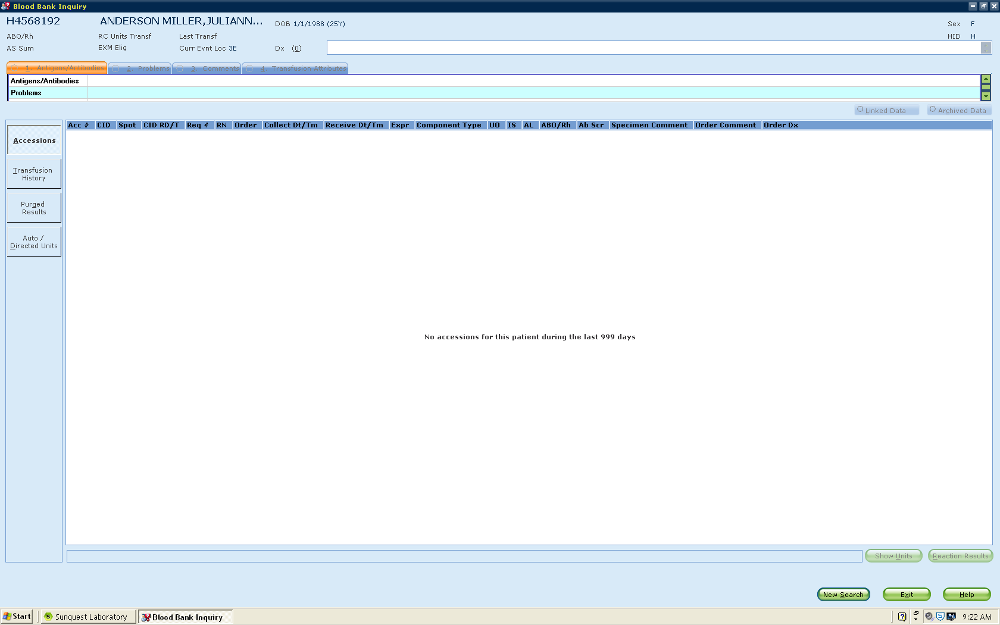 Blood Bank Inquiry
H4568192 ANDERSON MILLER,JULIANN... DOB 1/1/1988 (25Y) Sex F
ABO/Rh RC Units Transf Last Transf HID H
AS Sum EXM Elig Curr Evnt Loc 3E Dx (0)
1. Antigens/Antibodies 2. Problems 3. Comments 4. Transfusion Attributes
Antigens/Antibodies
Problems
Linked Data Archived Data
Acc # CID Spot CID RD/T Req # RN Order Collect Dt/Tm Receive Dt/Tm Expr Component Type UO IS AL ABO/Rh Ab Scr Specimen Comment Order Comment Order Dx
Accessions
Transfusion
History
Purged
Results
Auto /
Directed Units
No accessions for this patient during the last 999 days
Show Units Reaction Results
New Search Exit Help
Start Sunquest Laboratory Blood Bank Inquiry 9:22 AM